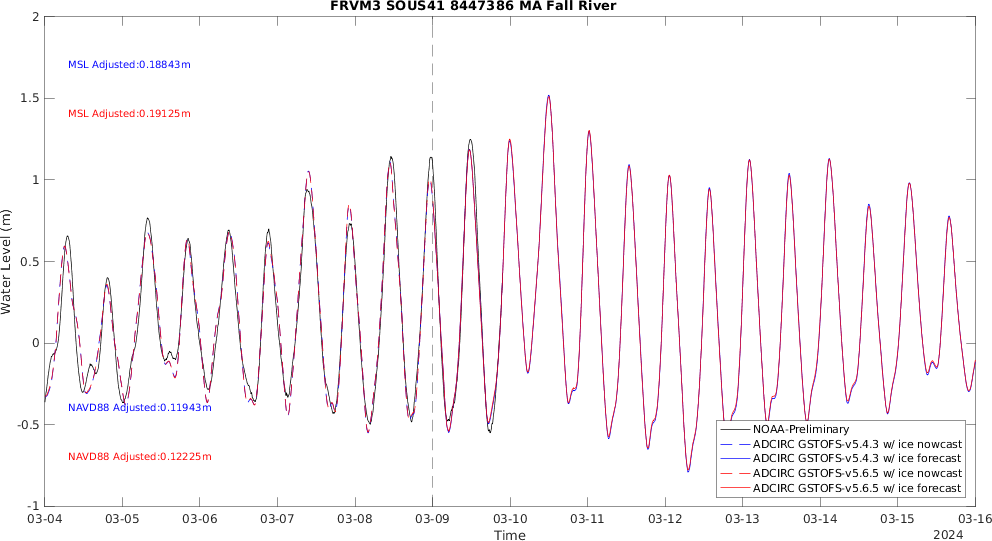 FRVM3 SOUS41 8447386 MA Fall River
2
1.5
1
0.5
0
-0.5
-1
Water Level (m)
MSL Adjusted:0.18843m
MSL Adjusted:0.19125m
NAVD88 Adjusted:0.11943m
NAVD88 Adjusted:0.12225m
NOAA-Preliminary
ADCIRC GSTOFS-v5.4.3 w/ ice nowcast
ADCIRC GSTOFS-v5.4.3 w/ ice forecast
ADCIRC GSTOFS-v5.6.5 w/ ice nowcast
ADCIRC GSTOFS-v5.6.5 w/ ice forecast
03-04 03-05 03-06 03-07 03-08 03-09 03-10 03-11 03-12 03-13 03-14 03-15 03-16
Time
2024